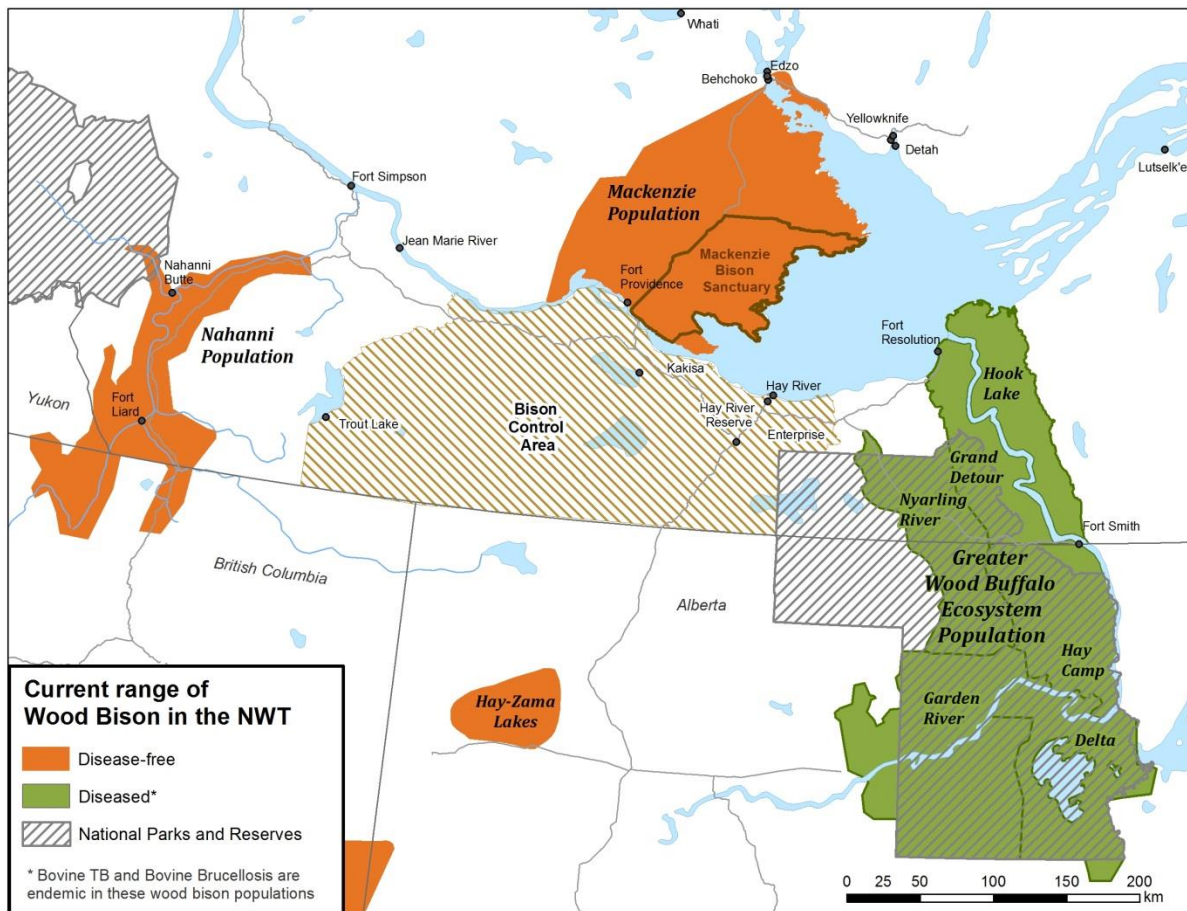 Whati
Edzo
Behchoko
Yellowknife
Detah
Lutselk'e
Fort Simpson
Mackenzie
Population
Jean Marie River
Mackenzie
Bison
Sanctuary
Nahanni
Butte
Fort
Providence
Nahanni
Population
Fort
Resolution
Hook
Lake
Kakisa
Hay River
Yukon
Fort
Liard
Trout Lake
Bison
Control
Area
Hay River
Reserve
Enterprise
Grand
Detour
Nyarling
River
Fort Smith
British Columbia
Alberta
Greater
Wood Buffalo
Ecosystem
Population
Hay
Camp
Hay-Zama
Lakes
Garden
River
Delta
Current range of
Wood Bison in the NWT
Disease-free
Diseased*
National Parks and Reserves
* Bovine TB and Bovine Brucellosis are
endemic in these wood bison populations
0 25 50 100 150 200
km